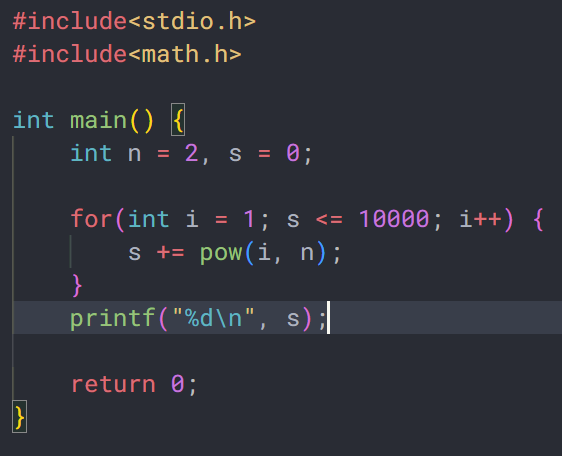 #include<stdio.h>
#include<math.h>
int main() {
int n = 2, s = 0;
for(int i = 1; s <= 10000; i++) {
s += pow(i, n);
}
printf("%d\n", s);
return 0;
}